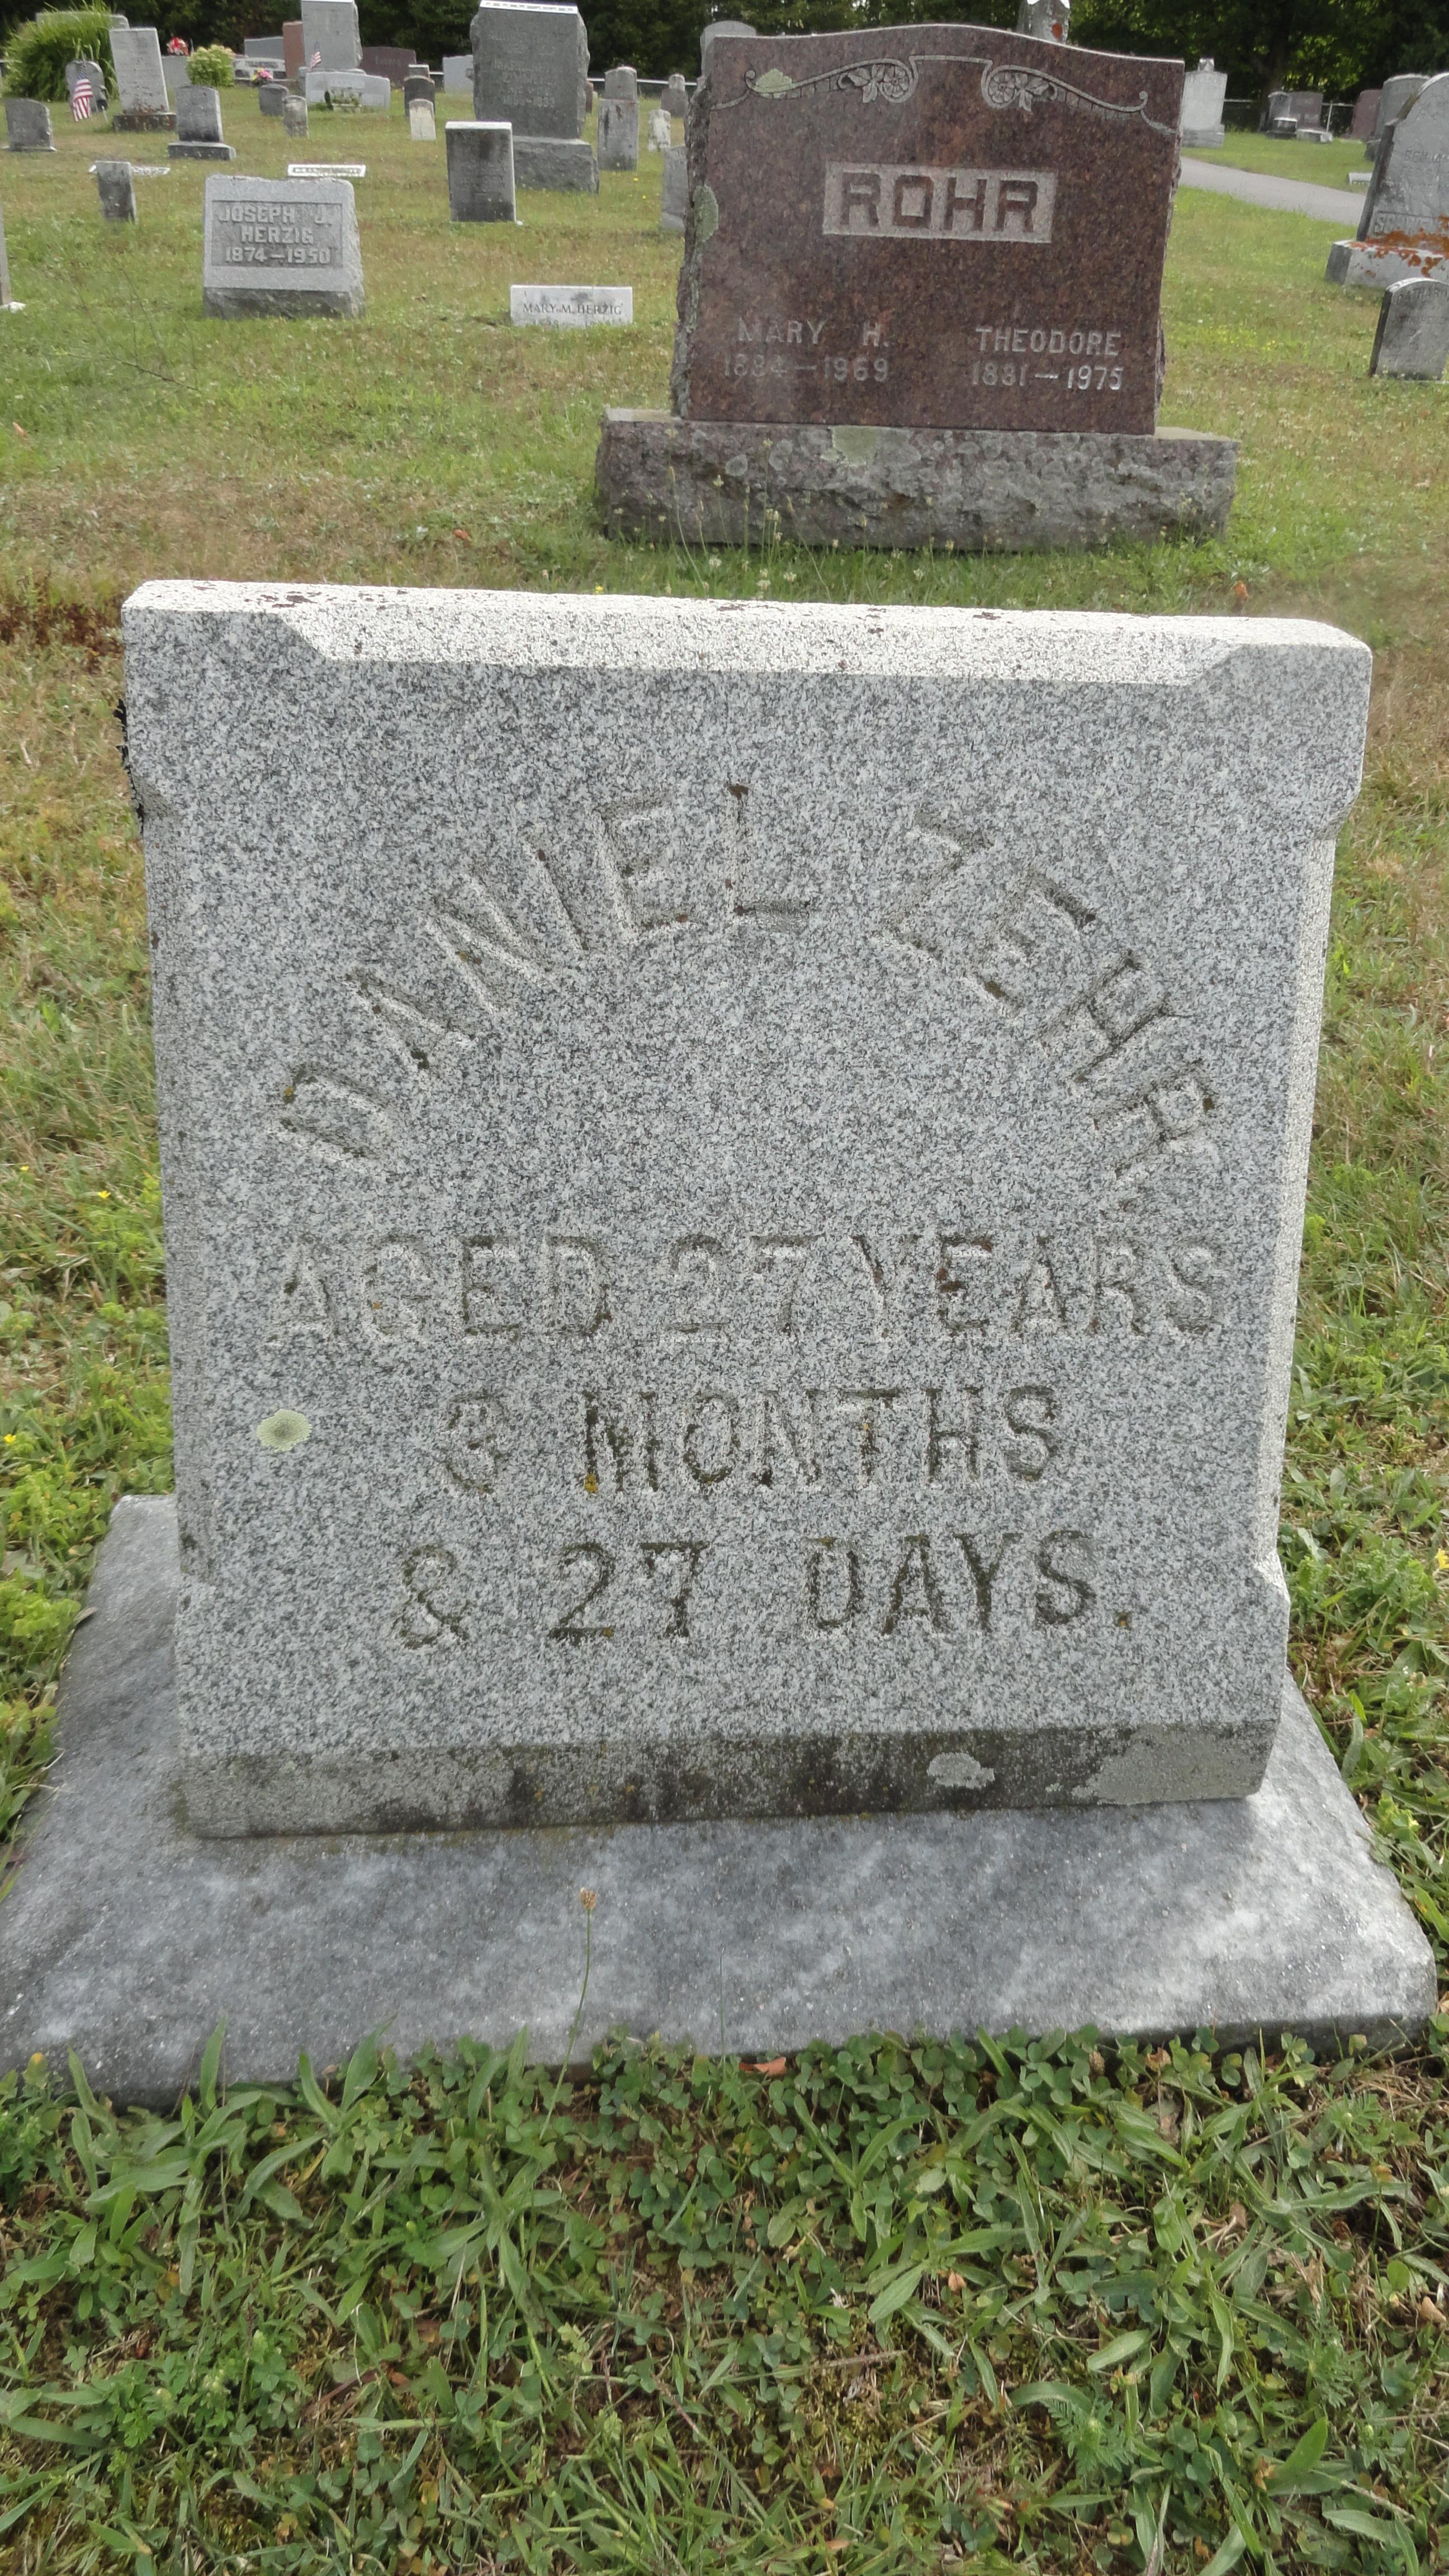 JOSEPH J.
HERZIG
1874–1950
MARY M. HERZIG
ROHR
MARY H.
1884–1969
THEODORE
1881–1975
DANIEL ZEHR
AGED 27 YEARS
3 MONTHS
& 27 DAYS.